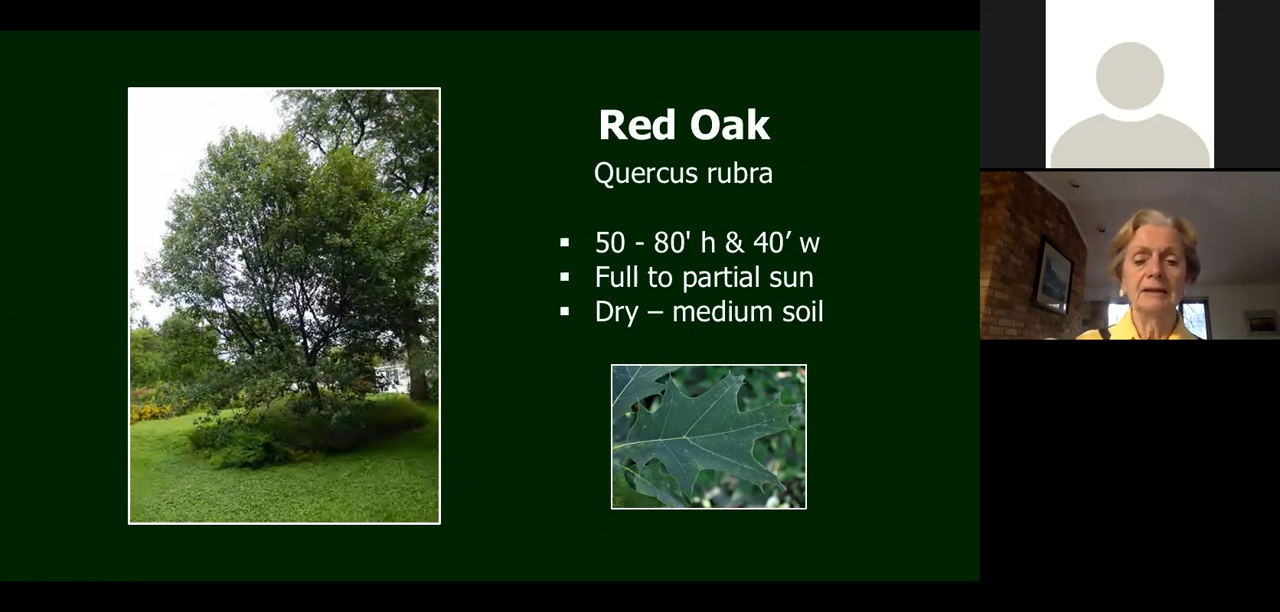 Red Oak
Quercus rubra
▪ 50 - 80' h & 40’ w
▪ Full to partial sun
▪ Dry – medium soil